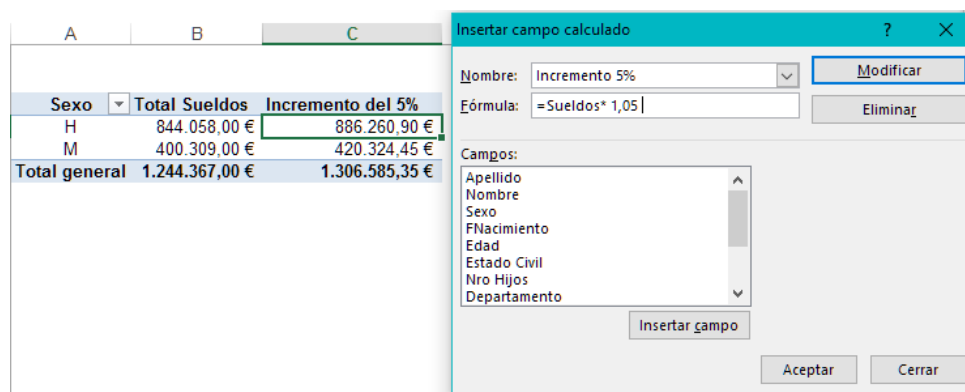 A B C
Sexo Total Sueldos Incremento del 5%
H 844.058,00 € 886.260,90 €
M 400.309,00 € 420.324,45 €
Total general 1.244.367,00 € 1.306.585,35 €
Insertar campo calculado ? ×
Nombre: Incremento 5% Modificar
Fórmula: =Sueldos* 1,05 Eliminar
Campos:
Apellido
Nombre
Sexo
FNacimiento
Edad
Estado Civil
Nro Hijos
Departamento
Insertar campo
Aceptar Cerrar